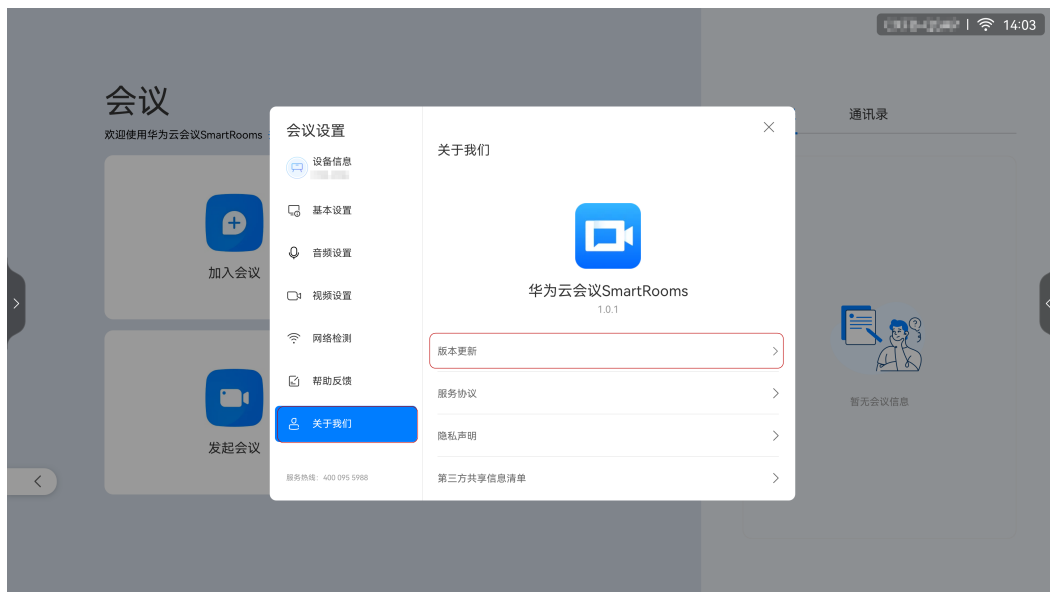 14:03
会议
欢迎使用华为云会议SmartRooms
加入会议
发起会议
会议设置
设备信息
基本设置
音频设置
视频设置
网络检测
帮助反馈
关于我们
服务热线：400 095 5988
关于我们
华为云会议SmartRooms
1.0.1
版本更新
服务协议
隐私声明
第三方共享信息清单
通讯录
暂无会议信息